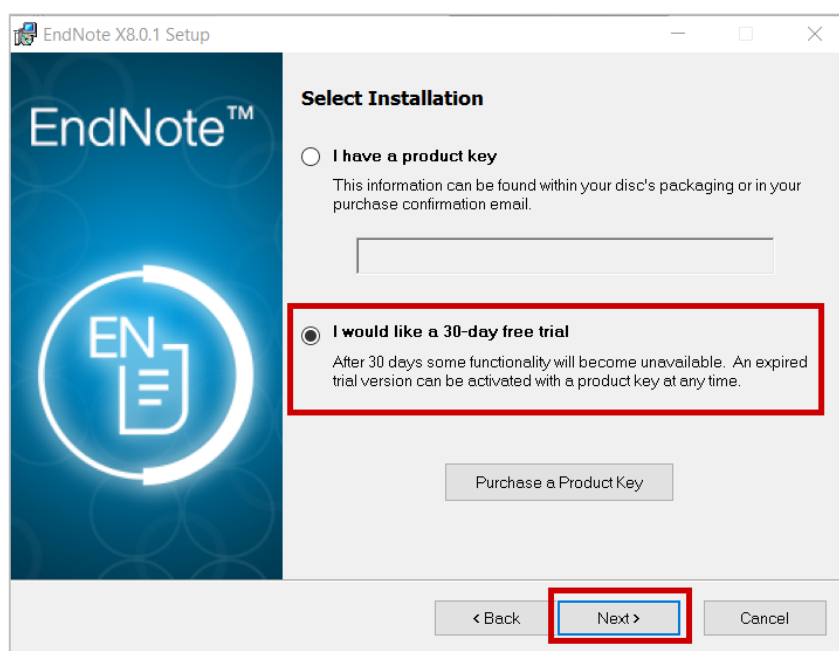 EndNote X8.0.1 Setup
EndNote™
EN
Select Installation
I have a product key
This information can be found within your disc's packaging or in your
purchase confirmation email.
I would like a 30-day free trial
After 30 days some functionality will become unavailable. An expired
trial version can be activated with a product key at any time.
Purchase a Product Key
< Back
Next >
Cancel